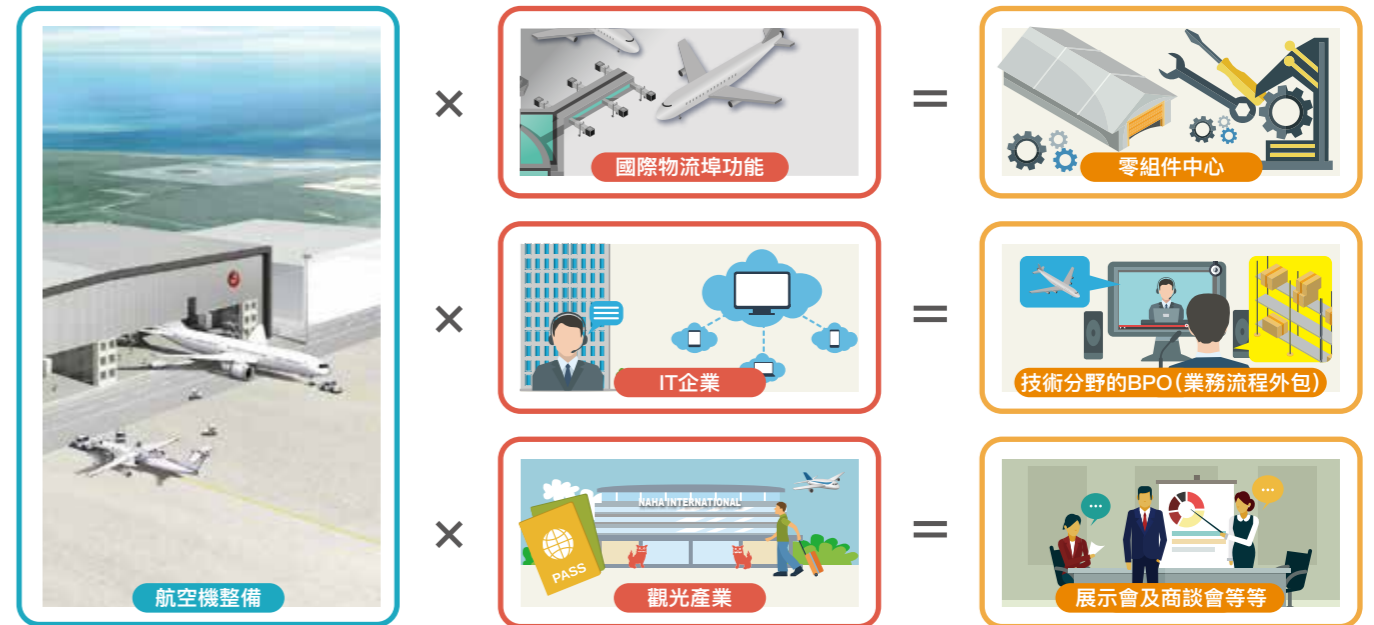 航空機整備
×
國際物流埠功能
=
零組件中心
×
IT企業
=
技術分野的BPO(業務流程外包)
×
NAHA INTERNATIONAL
PASS
觀光產業
=
展示會及商談會等等